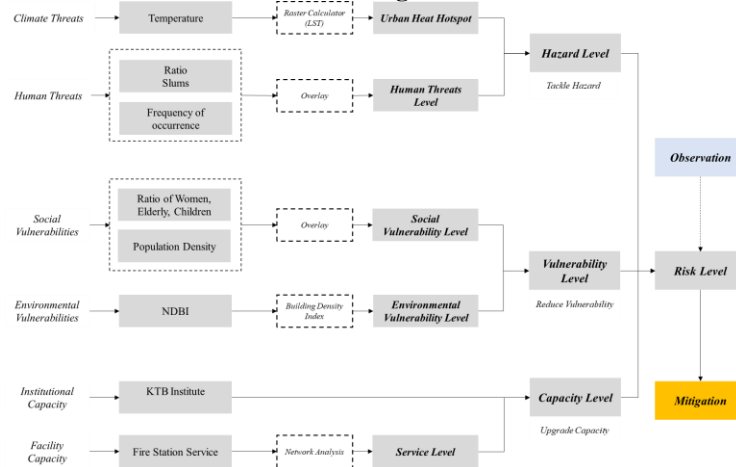 Climate Threats
Temperature
Raster Calculator
(LST)
Urban Heat Hotspot
Hazard Level
Tackle Hazard
Human Threats
Ratio
Slums
Frequency of
occurrence
Overlay
Human Threats
Level
Observation
Social
Vulnerabilities
Ratio of Women,
Elderly, Children
Population Density
Overlay
Social
Vulnerability Level
Vulnerability
Level
Reduce Vulnerability
Risk Level
Environmental
Vulnerabilities
NDBI
Building Density
Index
Environmental
Vulnerability Level
Institutional
Capacity
KTB Institute
Capacity Level
Upgrade Capacity
Mitigation
Facility
Capacity
Fire Station Service
Network Analysis
Service Level